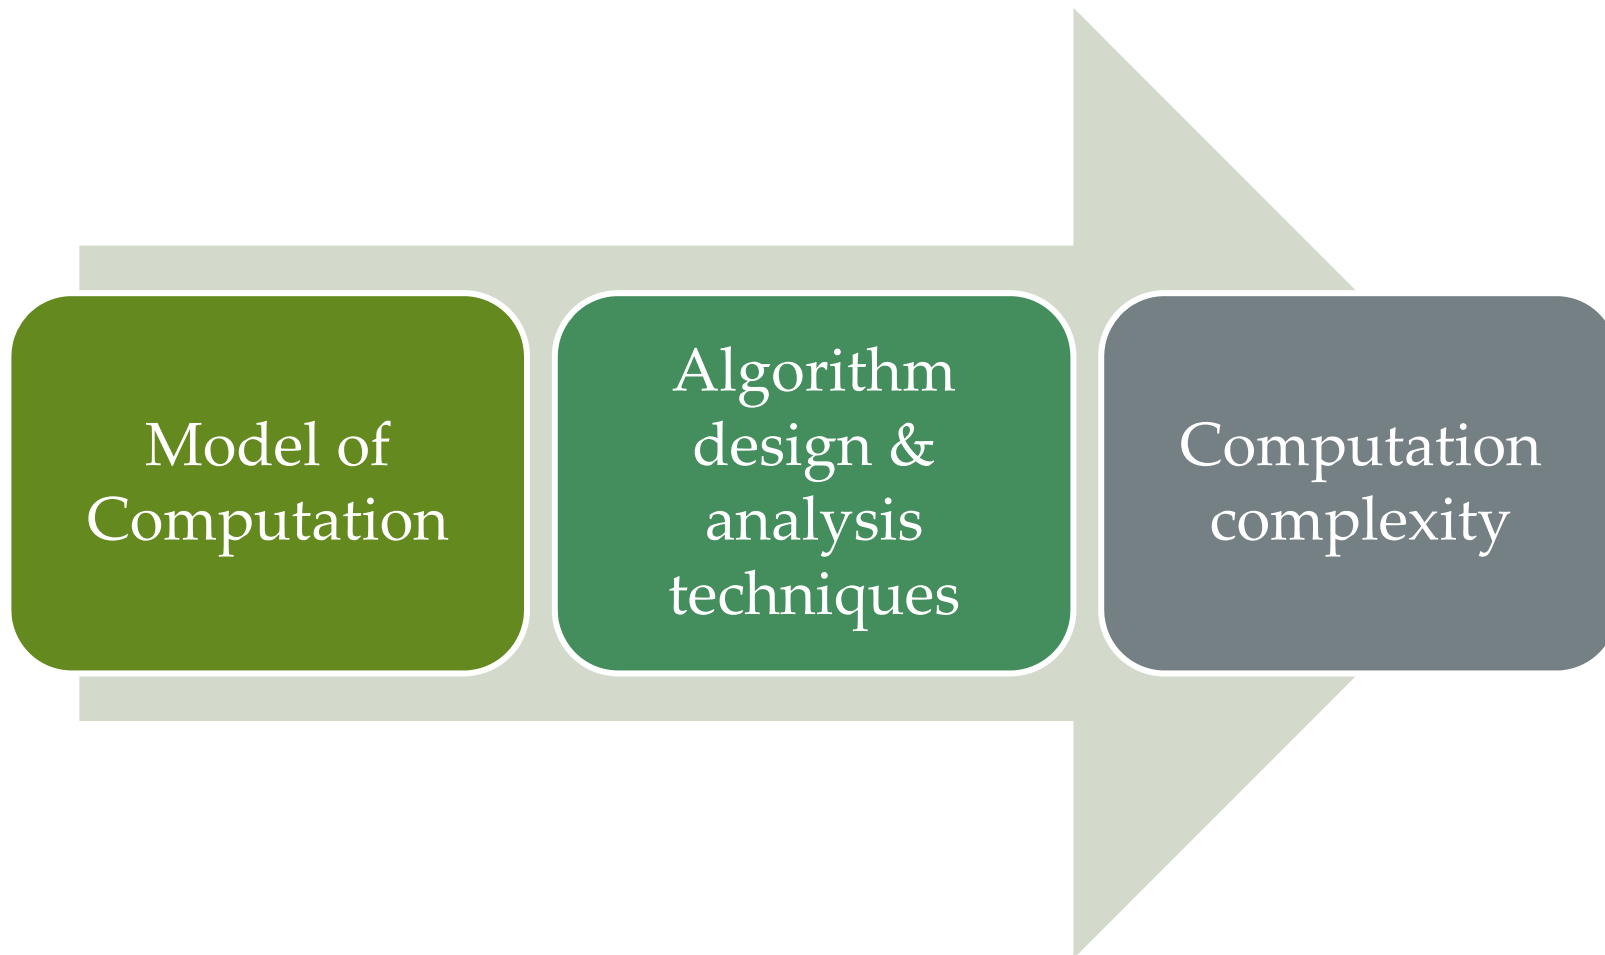 Model of
Computation
Algorithm
design &
analysis
techniques
Computation
complexity